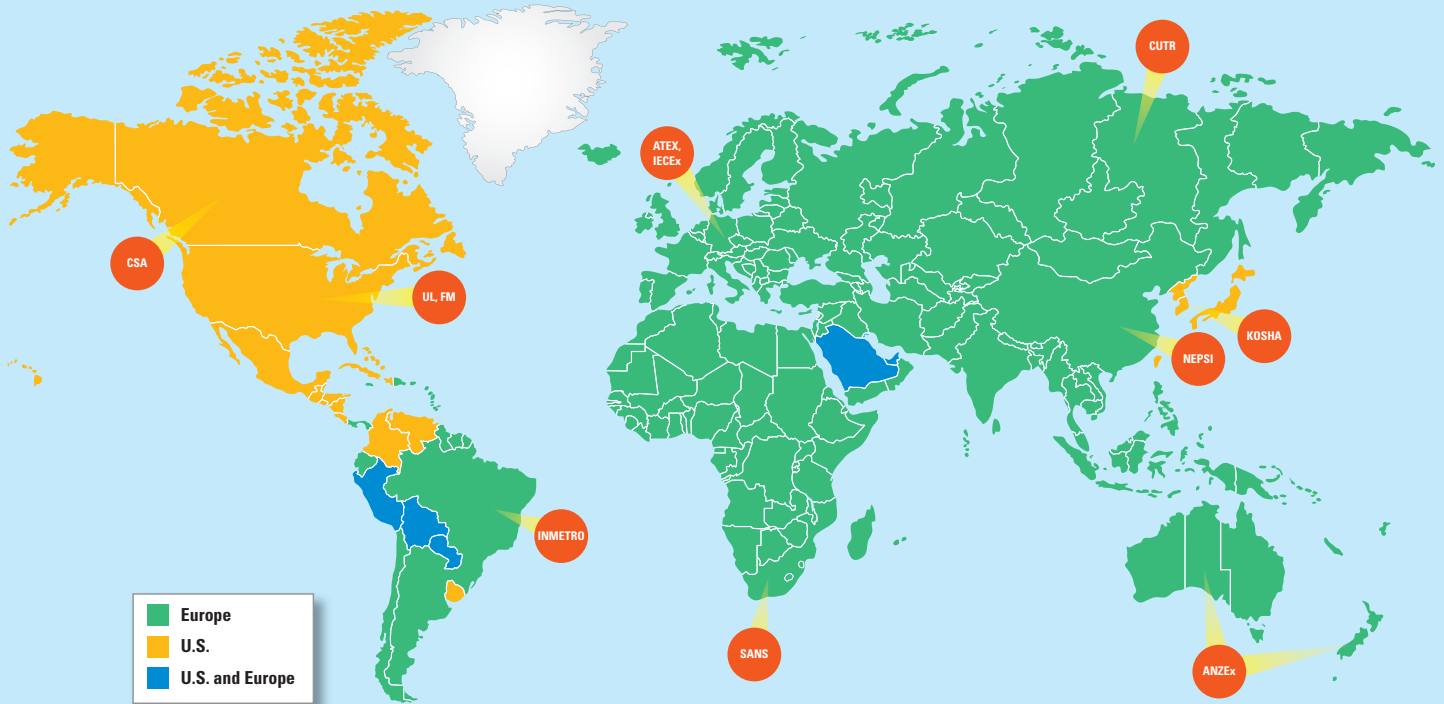 CUTR
ATEX,
IECEx
CSA
UL, FM
KOSHA
NEPSI
INMETRO
SANS
ANZEx
Europe
U.S.
U.S. and Europe